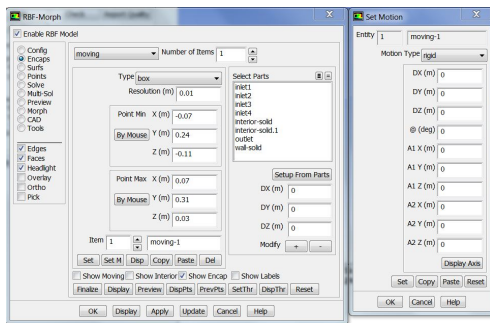 RBF-Morph
Enable RBF Model
Config
Encaps
Surfs
Points
Solve
Multi-Sol
Preview
Morph
CAD
Tools
Edges
Faces
Headlight
Overlay
Ortho
Pick
moving Number of Items 1
Type box
Resolution (m) 0.01
Point Min X (m) -0.07
By Mouse Y (m) 0.24
Z (m) -0.11
Point Max X (m) 0.07
By Mouse Y (m) 0.31
Z (m) 0.03
Select Parts
inlet1
inlet2
inlet3
inlet4
interior-solid
interior-solid.1
outlet
wall-solid
Setup From Parts
DX (m) 0
DY (m) 0
DZ (m) 0
Modify + -
Item 1 moving-1
Set Set M Disp Copy Paste Del
Show Moving Show Interior Show Encap Show Labels
Finalize Display Preview DispPts PrevPts SetThr DispThr Reset
OK Display Apply Update Cancel Help
Set Motion
Entity 1 moving-1
Motion Type rigid
DX (m) 0
DY (m) 0
DZ (m) 0
@ (deg) 0
A1 X (m) 0
A1 Y (m) 0
A1 Z (m) 0
A2 X (m) 0
A2 Y (m) 0
A2 Z (m) 0
Display Axis
Set Copy Paste Reset
OK Cancel Help